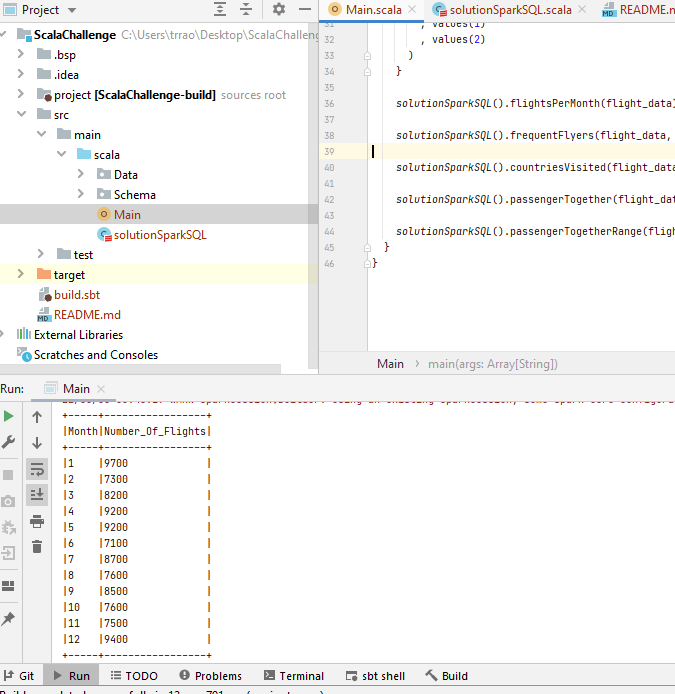 Project
Main.scala
solutionSparkSQL.scala
README.m
ScalaChallenge C:\Users\trrao\Desktop\ScalaChalleng
.bsp
.idea
project [ScalaChallenge-build] sources root
src
main
scala
Data
Schema
Main
solutionSparkSQL
test
target
build.sbt
README.md
External Libraries
Scratches and Consoles
31 , values(1)
32 , values(2)
33 )
34 }
35
36 solutionSparkSQL().flightsPerMonth(flight_data)
37
38 solutionSparkSQL().frequentFlyers(flight_data,
39
40 solutionSparkSQL().countriesVisited(flight_data
41
42 solutionSparkSQL().passengerTogether(flight_dat
43
44 solutionSparkSQL().passengerTogetherRange(fligh
45 }
46 }
Main > main(args: Array[String])
Run: Main
+-----+-----------------+
|Month|Number_Of_Flights|
+-----+-----------------+
|1 |9700 |
|2 |7300 |
|3 |8200 |
|4 |9200 |
|5 |9200 |
|6 |7100 |
|7 |8700 |
|8 |7600 |
|9 |8500 |
|10 |7600 |
|11 |7500 |
|12 |9400 |
+-----+-----------------+
Git Run TODO Problems Terminal sbt shell Build